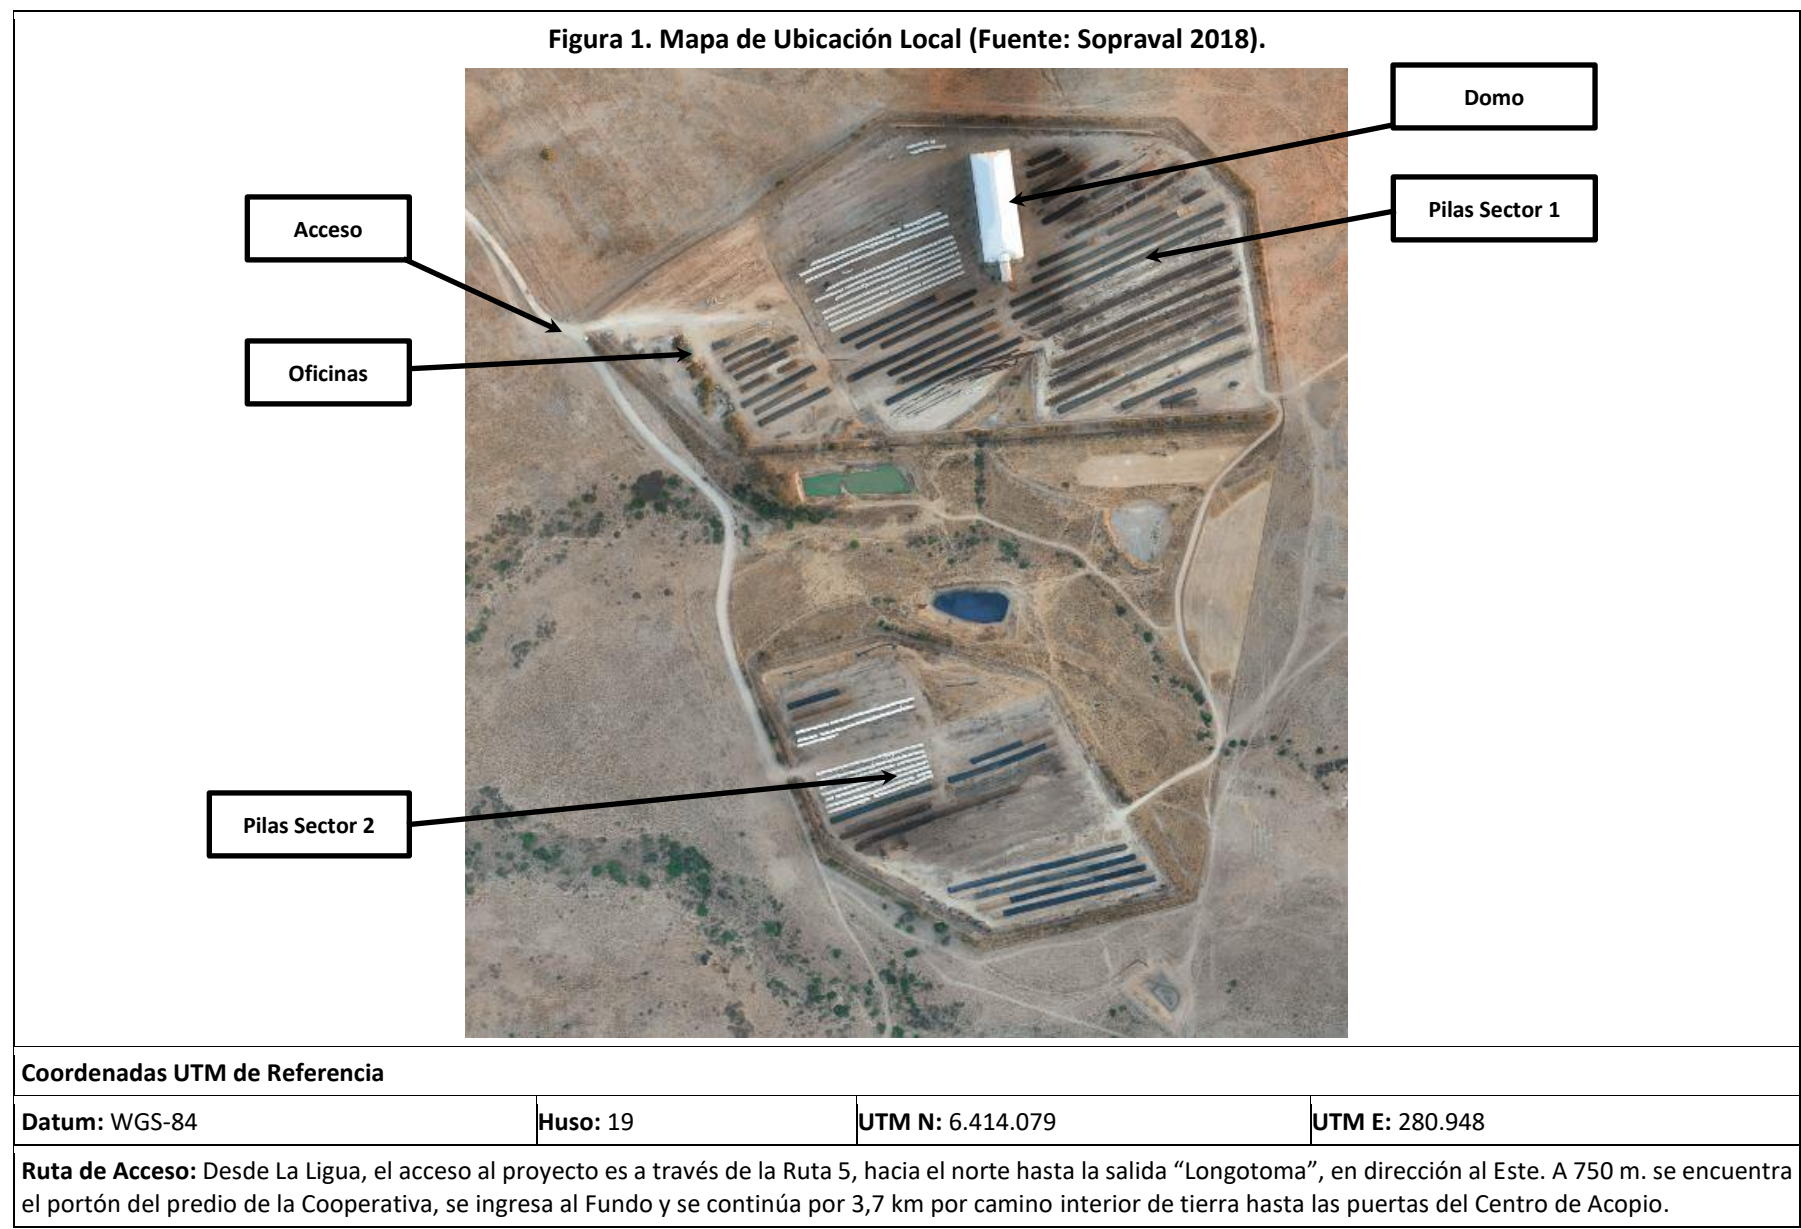 Figura 1. Mapa de Ubicación Local (Fuente: Sopraval 2018).
Domo
Pilas Sector 1
Acceso
Oficinas
Pilas Sector 2
Coordenadas UTM de Referencia
Datum: WGS-84 Huso: 19 UTM N: 6.414.079 UTM E: 280.948
Ruta de Acceso: Desde La Ligua, el acceso al proyecto es a través de la Ruta 5, hacia el norte hasta la salida “Longotoma”, en dirección al Este. A 750 m. se encuentra
el portón del predio de la Cooperativa, se ingresa al Fundo y se continúa por 3,7 km por camino interior de tierra hasta las puertas del Centro de Acopio.